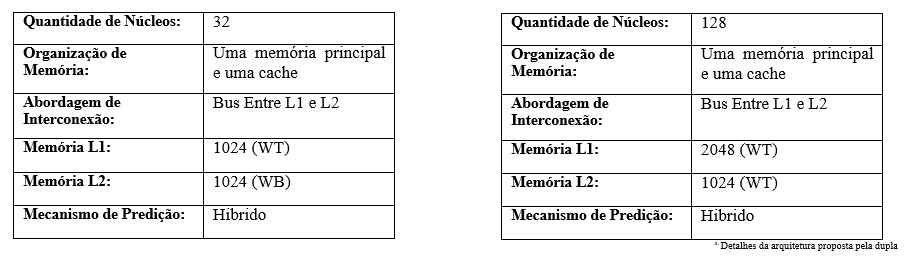 Quantidade de Núcleos: 32
Organização de Uma memória principal
Memória: e uma cache
Abordagem de Bus Entre L1 e L2
Interconexão:
Memória L1: 1024 (WT)
Memória L2: 1024 (WB)
Mecanismo de Predição: Hibrido
Quantidade de Núcleos: 128
Organização de Uma memória principal
Memória: e uma cache
Abordagem de Bus Entre L1 e L2
Interconexão:
Memória L1: 2048 (WT)
Memória L2: 1024 (WT)
Mecanismo de Predição: Hibrido
a. Detalhes da arquitetura proposta pela dupla